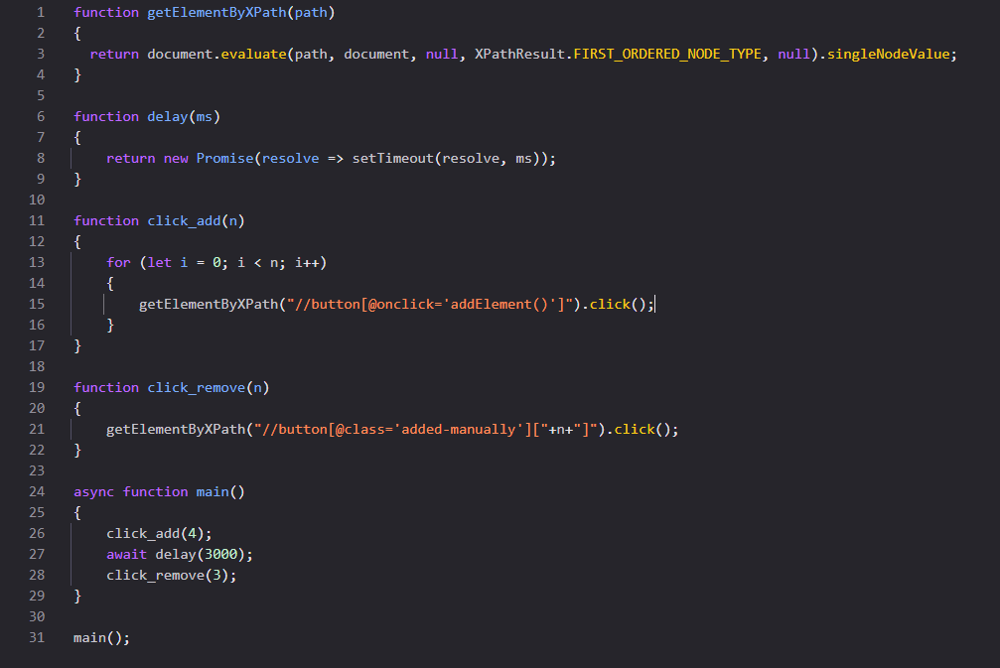 1 function getElementByXPath(path)
2 {
3   return document.evaluate(path, document, null, XPathResult.FIRST_ORDERED_NODE_TYPE, null).singleNodeValue;
4 }
5
6 function delay(ms)
7 {
8     return new Promise(resolve => setTimeout(resolve, ms));
9 }
10
11 function click_add(n)
12 {
13     for (let i = 0; i < n; i++)
14     {
15         getElementByXPath("//button[@onclick='addElement()']").click();
16     }
17 }
18
19 function click_remove(n)
20 {
21     getElementByXPath("//button[@class='added-manually']["+n+"]").click();
22 }
23
24 async function main()
25 {
26     click_add(4);
27     await delay(3000);
28     click_remove(3);
29 }
30
31 main();